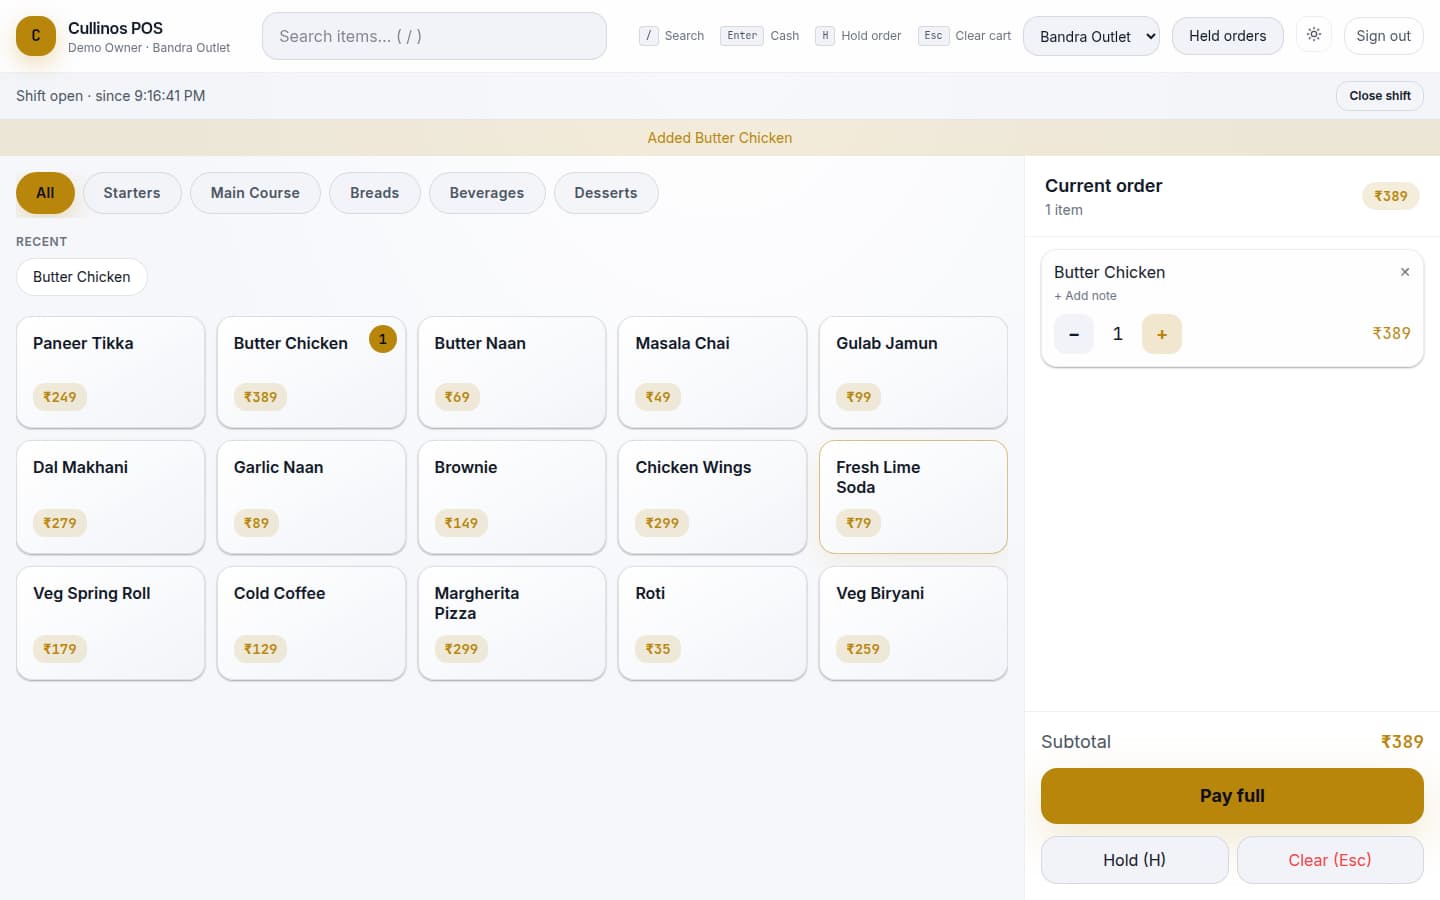 C
Cullinos POS
Demo Owner · Bandra Outlet
Search items... ( / )
/ Search Enter Cash H Hold order Esc Clear cart
Bandra Outlet
Held orders
Sign out
Shift open · since 9:16:41 PM
Close shift
Added Butter Chicken
All Starters Main Course Breads Beverages Desserts
RECENT
Butter Chicken
Paneer Tikka
₹249
Butter Chicken 1
₹389
Butter Naan
₹69
Masala Chai
₹49
Gulab Jamun
₹99
Dal Makhani
₹279
Garlic Naan
₹89
Brownie
₹149
Chicken Wings
₹299
Fresh Lime
Soda
₹79
Veg Spring Roll
₹179
Cold Coffee
₹129
Margherita
Pizza
₹299
Roti
₹35
Veg Biryani
₹259
Current order
1 item
₹389
Butter Chicken ×
+ Add note
− 1 + ₹389
Subtotal ₹389
Pay full
Hold (H) Clear (Esc)